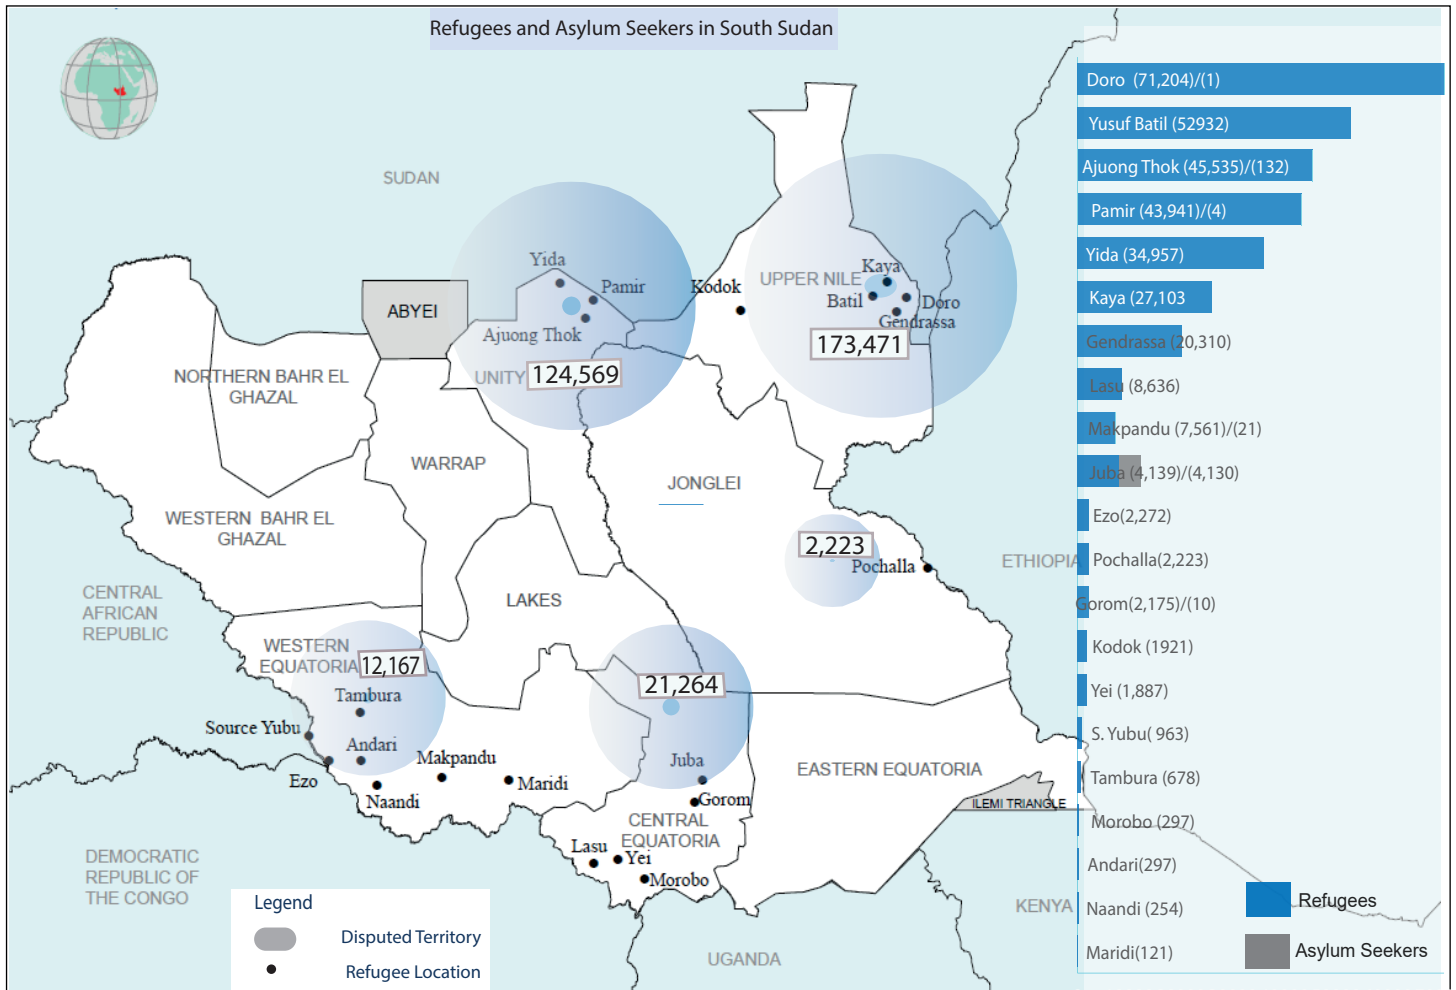 Refugees and Asylum Seekers in South Sudan
SUDAN
Yida
Pamir
Ajuong Thok
UNITY
124,569
Kodok
UPPER NILE
Kaya
Batil
Doro
Gendrassa
173,471
ABYEI
NORTHERN BAHR EL
GHAZAL
WARRAP
JONGLEI
WESTERN BAHR EL
GHAZAL
2,223
Pochalla
ETHIOPIA
CENTRAL
AFRICAN
REPUBLIC
LAKES
WESTERN
EQUATORIA
12,167
Tambura
Source Yubu
Andari
Ezo
Naandi
Makpandu
Maridi
21,264
Juba
Gorom
CENTRAL
EQUATORIA
Lasu
Yei
Morobo
EASTERN EQUATORIA
ILEMI TRIANGLE
DEMOCRATIC
REPUBLIC OF
THE CONGO
UGANDA
KENYA
Legend
Disputed Territory
Refugee Location
Doro (71,204)/(1)
Yusuf Batil (52932)
Ajuong Thok (45,535)/(132)
Pamir (43,941)/(4)
Yida (34,957)
Kaya (27,103
Gendrassa (20,310)
Lasu (8,636)
Makpandu (7,561)/(21)
Juba (4,139)/(4,130)
Ezo(2,272)
Pochalla(2,223)
Gorom(2,175)/(10)
Kodok (1921)
Yei (1,887)
S. Yubu( 963)
Tambura (678)
Morobo (297)
Andari(297)
Naandi (254)
Maridi(121)
Refugees
Asylum Seekers